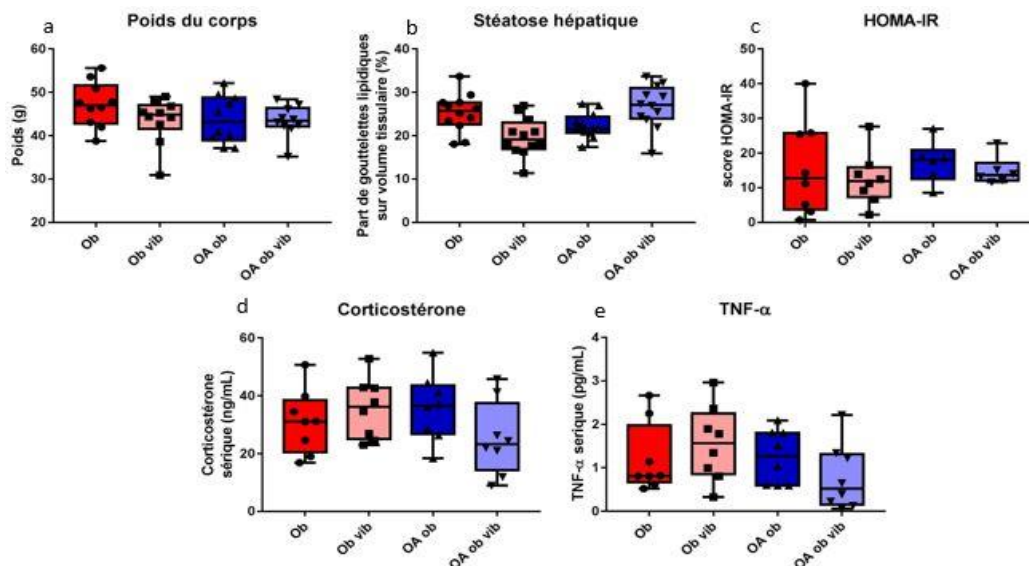 a
Poids du corps
Poids (g)
60
50
40
30
20
Ob
Ob vib
OA ob
OA ob vib
b
Stéatose hépatique
Part de gouttelettes lipidiques
sur volume tissulaire (%)
40
30
20
10
0
Ob
Ob vib
OA ob
OA ob vib
c
HOMA-IR
score HOMA-IR
50
40
30
20
10
0
Ob
Ob vib
OA ob
OA ob vib
d
Corticostérone
Corticostérone
sérique (ng/mL)
60
40
20
0
Ob
Ob vib
OA ob
OA ob vib
e
TNF-α
TNF-α serique (pg/mL)
4
3
2
1
0
Ob
Ob vib
OA ob
OA ob vib